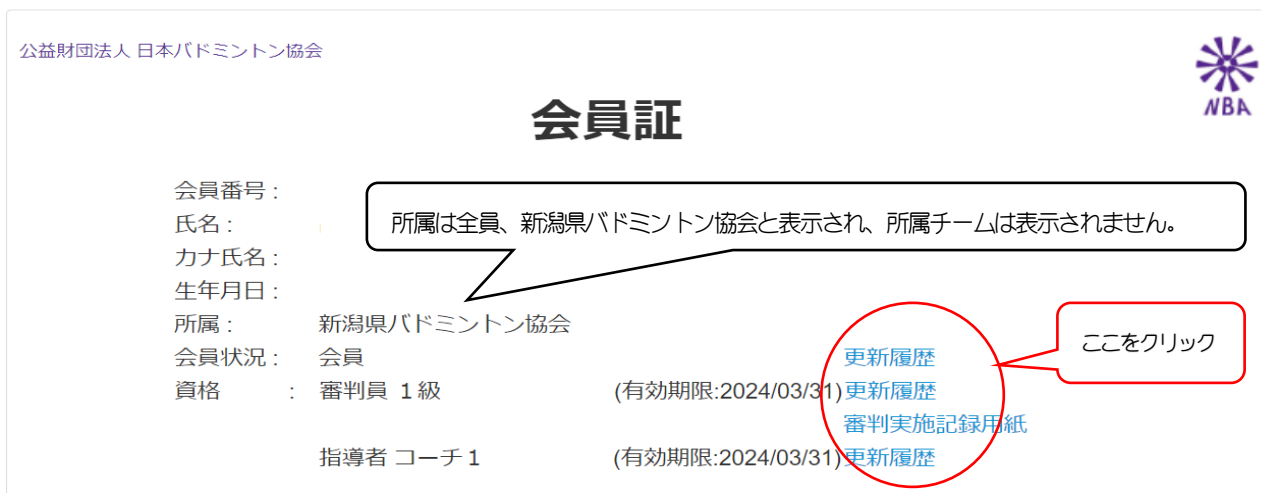 公益財団法人 日本バドミントン協会
NBA
会員証
会員番号 :
氏名 :
所属は全員、新潟県バドミントン協会と表示され、所属チームは表示されません。
カナ氏名 :
生年月日 :
所属 : 新潟県バドミントン協会
会員状況 : 会員 更新履歴
ここをクリック
資格 : 審判員 1級 (有効期限:2024/03/31) 更新履歴
審判実施記録用紙
指導者 コーチ1 (有効期限:2024/03/31) 更新履歴